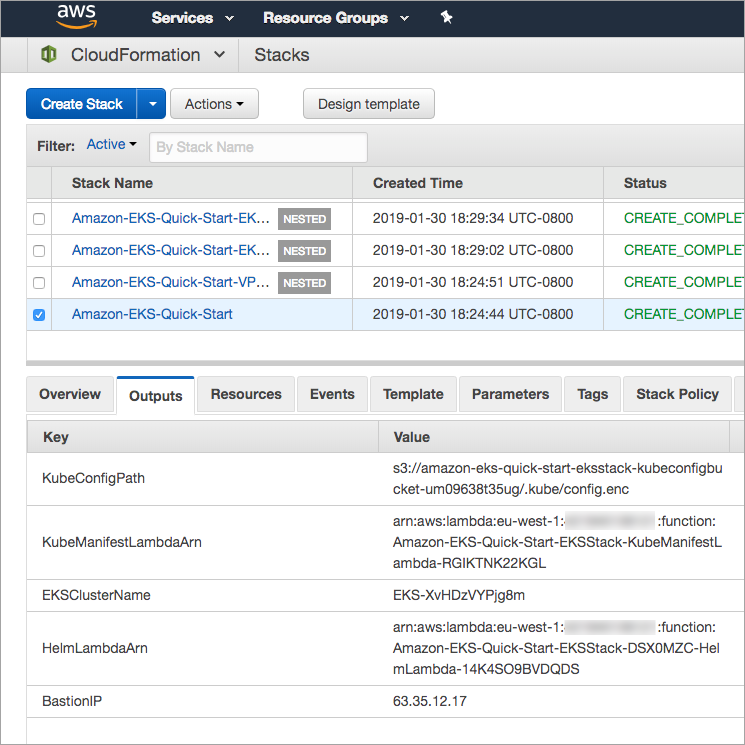 aws Services Resource Groups
CloudFormation Stacks
Create Stack Actions Design template
Filter: Active By Stack Name
Stack Name Created Time Status
Amazon-EKS-Quick-Start-EK... NESTED 2019-01-30 18:29:34 UTC-0800 CREATE_COMPLET
Amazon-EKS-Quick-Start-EK... NESTED 2019-01-30 18:29:02 UTC-0800 CREATE_COMPLET
Amazon-EKS-Quick-Start-VP... NESTED 2019-01-30 18:24:51 UTC-0800 CREATE_COMPLET
Amazon-EKS-Quick-Start 2019-01-30 18:24:44 UTC-0800 CREATE_COMPLET
Overview Outputs Resources Events Template Parameters Tags Stack Policy
Key Value
KubeConfigPath
s3://amazon-eks-quick-start-eksstack-kubeconfigbu
cket-um09638t35ug/.kube/config.enc
KubeManifestLambdaArn
arn:aws:lambda:eu-west-1: :function:
Amazon-EKS-Quick-Start-EKSStack-KubeManifestL
ambda-RGIKTNK22KGL
EKSClusterName EKS-XvHDzVYPjg8m
HelmLambdaArn
arn:aws:lambda:eu-west-1: :function:
Amazon-EKS-Quick-Start-EKSStack-DSX0MZC-Hel
mLambda-14K4SO9BVDQDS
BastionIP 63.35.12.17